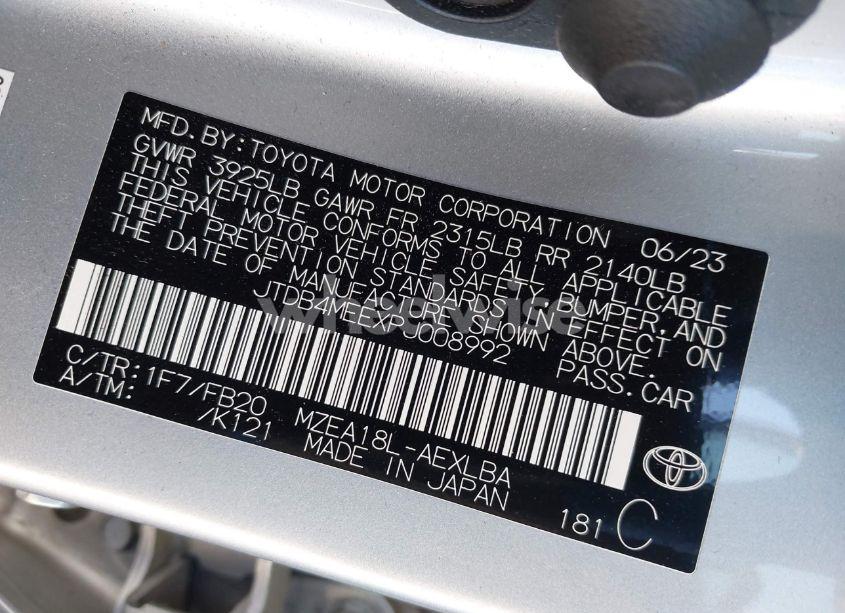 MFD. BY: TOYOTA MOTOR CORPORATION 06/23
GVWR 3925LB GAWR FR 2315LB RR 2140LB
THIS VEHICLE CONFORMS TO ALL APPLICABLE
FEDERAL MOTOR VEHICLE SAFETY, BUMPER, AND
THEFT PREVENTION STANDARDS IN EFFECT ON
THE DATE OF MANUFACTURE SHOWN ABOVE.
JTDB4MEEXPJ008992 PASS. CAR
C/TR: 1F7/FB20 MZEA18L-AEXLBA
A/TM: /K121 MADE IN JAPAN
181 C
wheelwise